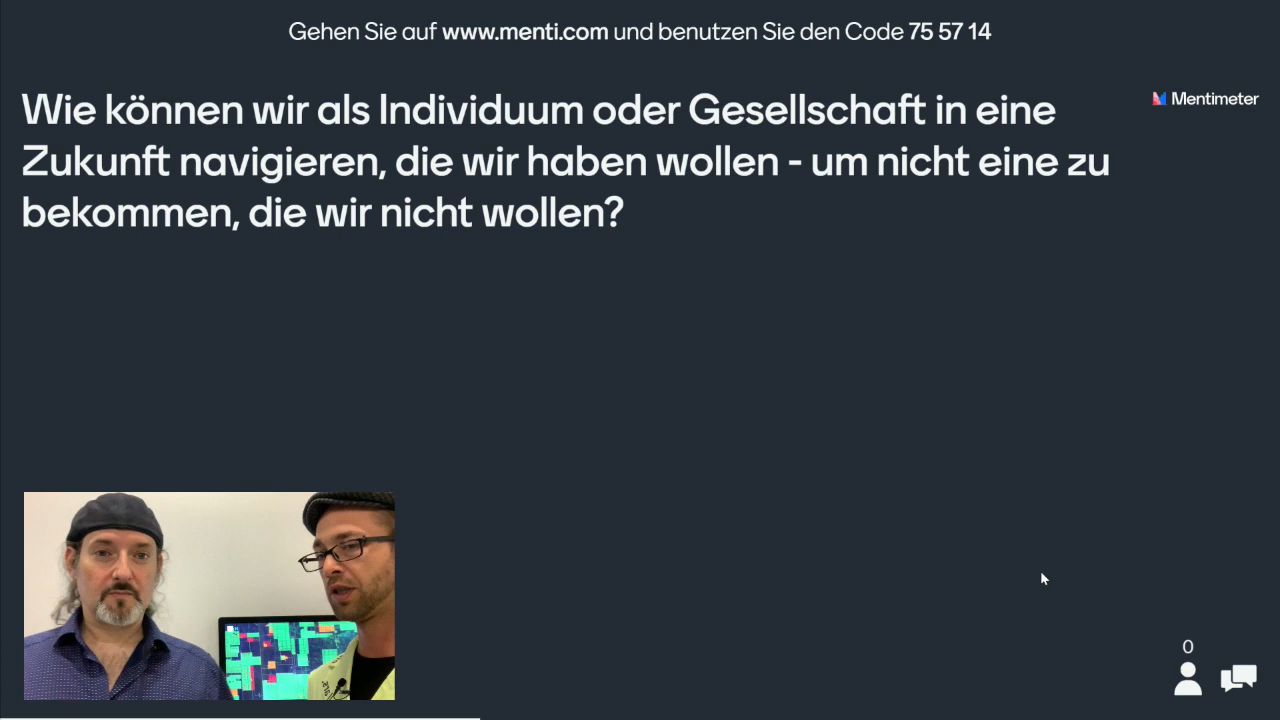 Gehen Sie auf www.menti.com und benutzen Sie den Code 75 57 14
Wie können wir als Individuum oder Gesellschaft in eine
Zukunft navigieren, die wir haben wollen - um nicht eine zu
bekommen, die wir nicht wollen?
Mentimeter
0